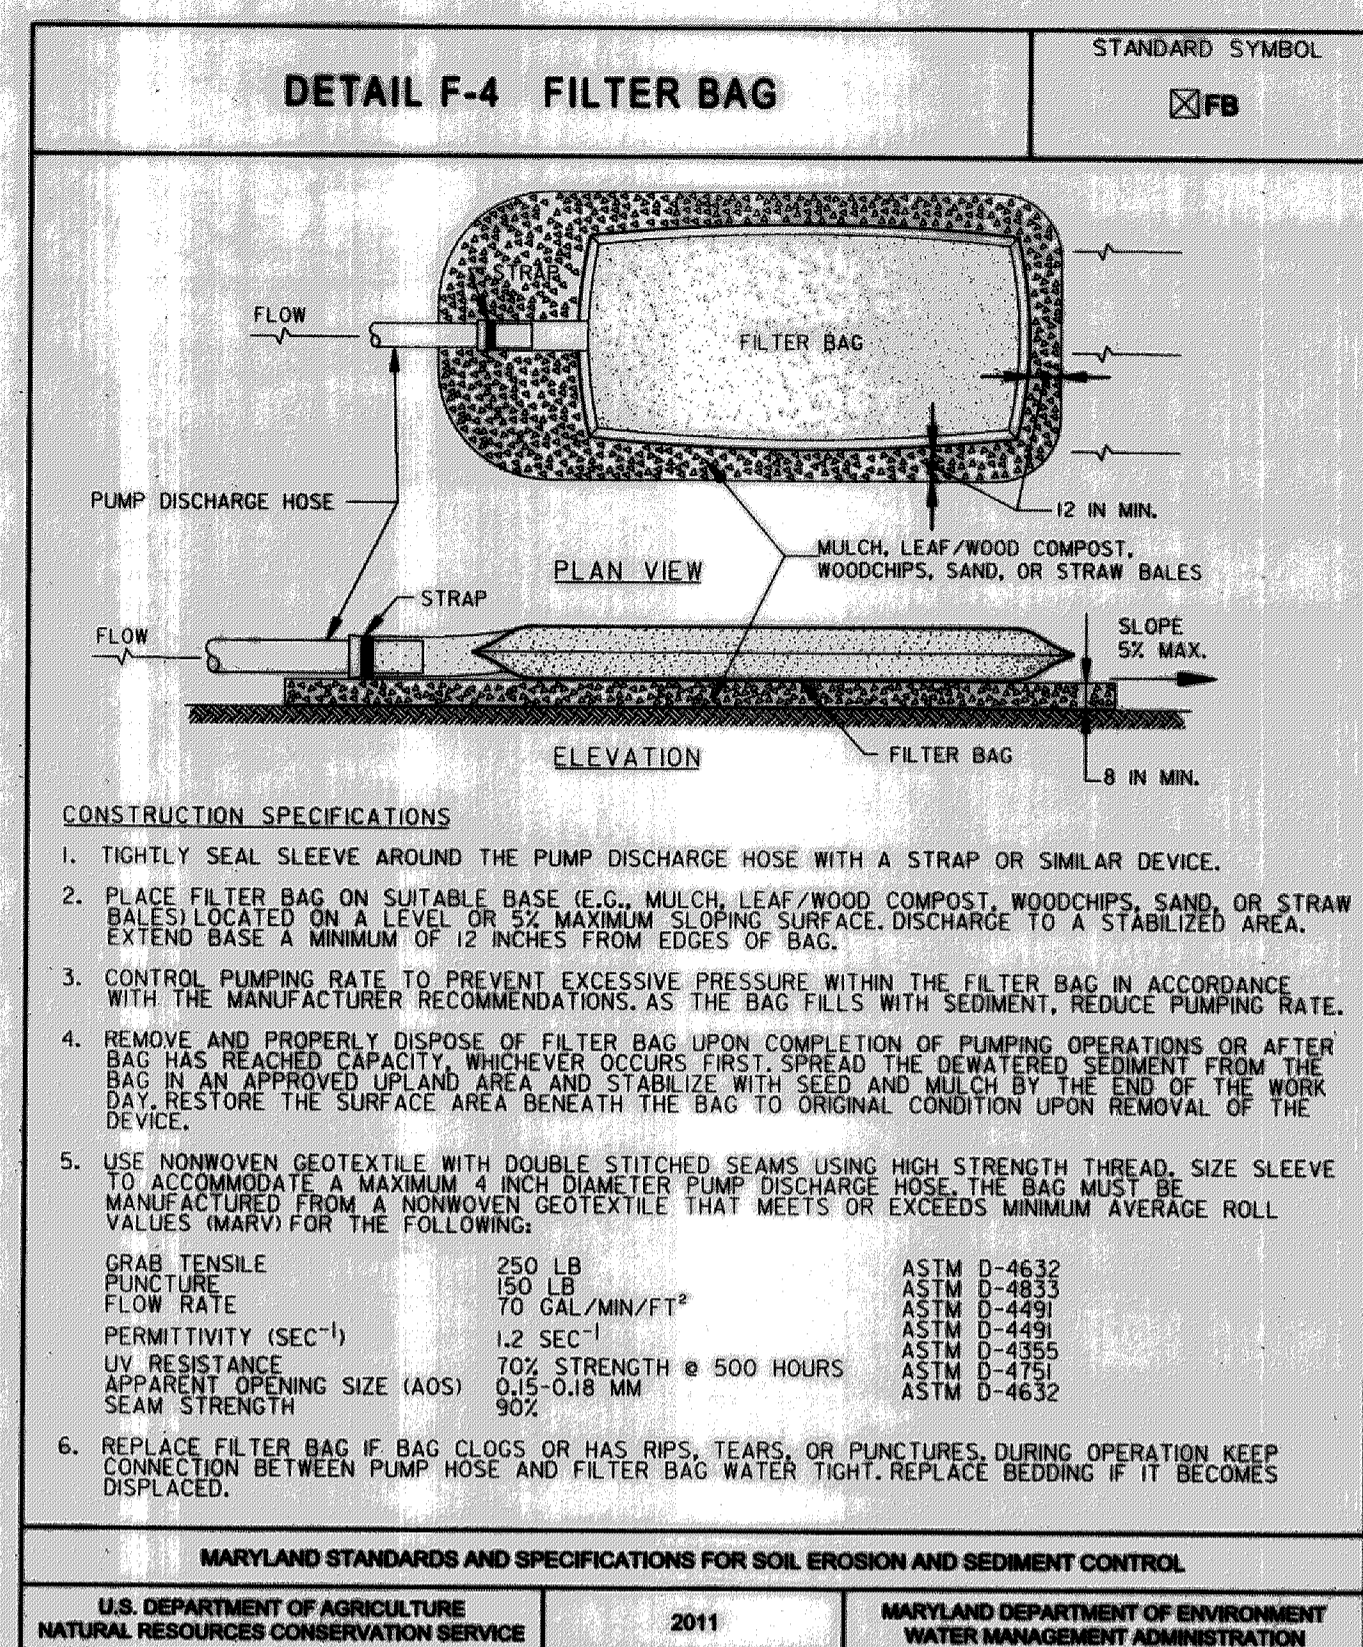 DETAIL F-4 FILTER BAG
STANDARD SYMBOL
FB
STRAP
FLOW
FILTER BAG
PUMP DISCHARGE HOSE
12 IN MIN.
MULCH, LEAF/WOOD COMPOST,
WOODCHIPS, SAND, OR STRAW BALES
PLAN VIEW
STRAP
FLOW
SLOPE
5% MAX.
FILTER BAG
ELEVATION
8 IN MIN.
CONSTRUCTION SPECIFICATIONS
1. TIGHTLY SEAL SLEEVE AROUND THE PUMP DISCHARGE HOSE WITH A STRAP OR SIMILAR DEVICE.
2. PLACE FILTER BAG ON SUITABLE BASE (E.G., MULCH, LEAF/WOOD COMPOST, WOODCHIPS, SAND, OR STRAW
BALES) LOCATED ON A LEVEL OR 5% MAXIMUM SLOPING SURFACE. DISCHARGE TO A STABILIZED AREA.
EXTEND BASE A MINIMUM OF 12 INCHES FROM EDGES OF BAG.
3. CONTROL PUMPING RATE TO PREVENT EXCESSIVE PRESSURE WITHIN THE FILTER BAG IN ACCORDANCE
WITH THE MANUFACTURER RECOMMENDATIONS. AS THE BAG FILLS WITH SEDIMENT, REDUCE PUMPING RATE.
4. REMOVE AND PROPERLY DISPOSE OF FILTER BAG UPON COMPLETION OF PUMPING OPERATIONS OR AFTER
BAG HAS REACHED CAPACITY, WHICHEVER OCCURS FIRST. SPREAD THE DEWATERED SEDIMENT FROM THE
BAG IN AN APPROVED UPLAND AREA AND STABILIZE WITH SEED AND MULCH BY THE END OF THE WORK
DAY. RESTORE THE SURFACE AREA BENEATH THE BAG TO ORIGINAL CONDITION UPON REMOVAL OF THE
DEVICE.
5. USE NONWOVEN GEOTEXTILE WITH DOUBLE STITCHED SEAMS USING HIGH STRENGTH THREAD. SIZE SLEEVE
TO ACCOMMODATE A MAXIMUM 4 INCH DIAMETER PUMP DISCHARGE HOSE. THE BAG MUST BE
MANUFACTURED FROM A NONWOVEN GEOTEXTILE THAT MEETS OR EXCEEDS MINIMUM AVERAGE ROLL
VALUES (MARV) FOR THE FOLLOWING:
GRAB TENSILE 250 LB ASTM D-4632
PUNCTURE 150 LB ASTM D-4833
FLOW RATE 70 GAL/MIN/FT² ASTM D-4491
PERMITTIVITY (SEC⁻¹) 1.2 SEC⁻¹ ASTM D-4491
UV RESISTANCE 70% STRENGTH @ 500 HOURS ASTM D-4355
APPARENT OPENING SIZE (AOS) 0.15-0.18 MM ASTM D-4751
SEAM STRENGTH 90% ASTM D-4632
6. REPLACE FILTER BAG IF BAG CLOGS OR HAS RIPS, TEARS, OR PUNCTURES. DURING OPERATION KEEP
CONNECTION BETWEEN PUMP HOSE AND FILTER BAG WATER TIGHT. REPLACE BEDDING IF IT BECOMES
DISPLACED.
MARYLAND STANDARDS AND SPECIFICATIONS FOR SOIL EROSION AND SEDIMENT CONTROL
U.S. DEPARTMENT OF AGRICULTURE
NATURAL RESOURCES CONSERVATION SERVICE
2011
MARYLAND DEPARTMENT OF ENVIRONMENT
WATER MANAGEMENT ADMINISTRATION